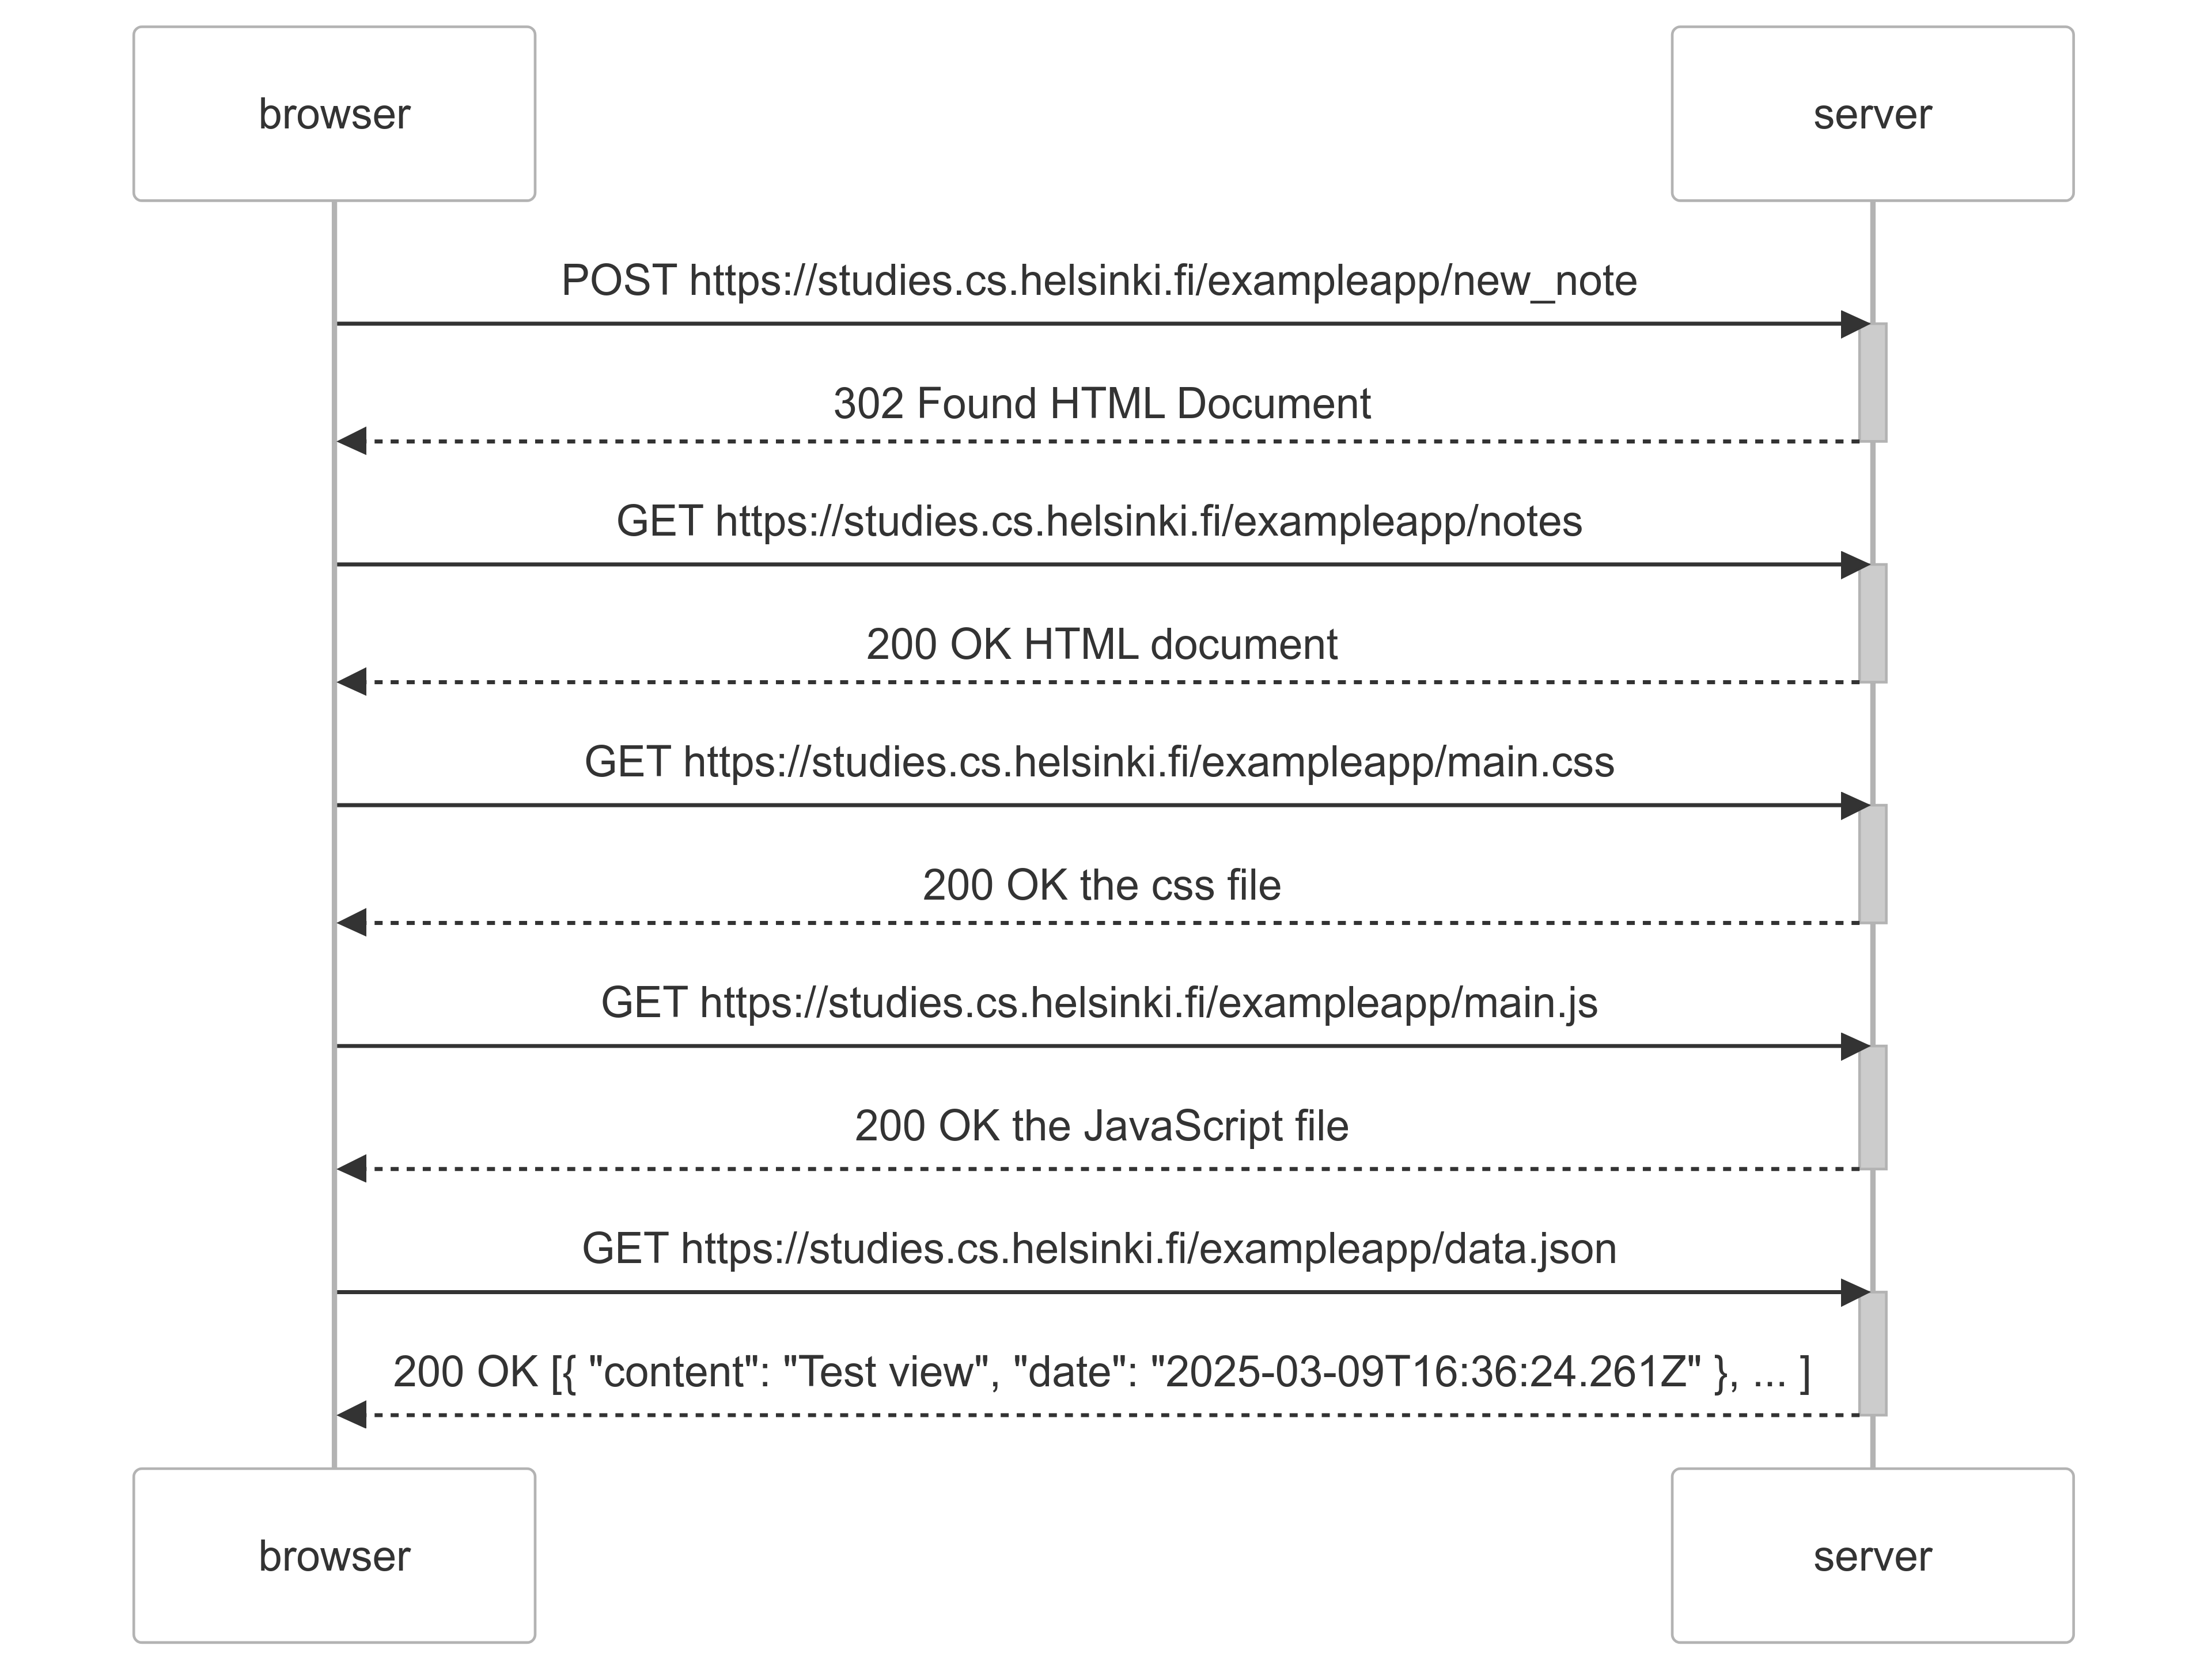 browser
server
POST https://studies.cs.helsinki.fi/exampleapp/new_note
302 Found HTML Document
GET https://studies.cs.helsinki.fi/exampleapp/notes
200 OK HTML document
GET https://studies.cs.helsinki.fi/exampleapp/main.css
200 OK the css file
GET https://studies.cs.helsinki.fi/exampleapp/main.js
200 OK the JavaScript file
GET https://studies.cs.helsinki.fi/exampleapp/data.json
200 OK [{ "content": "Test view", "date": "2025-03-09T16:36:24.261Z" }, ... ]
browser
server